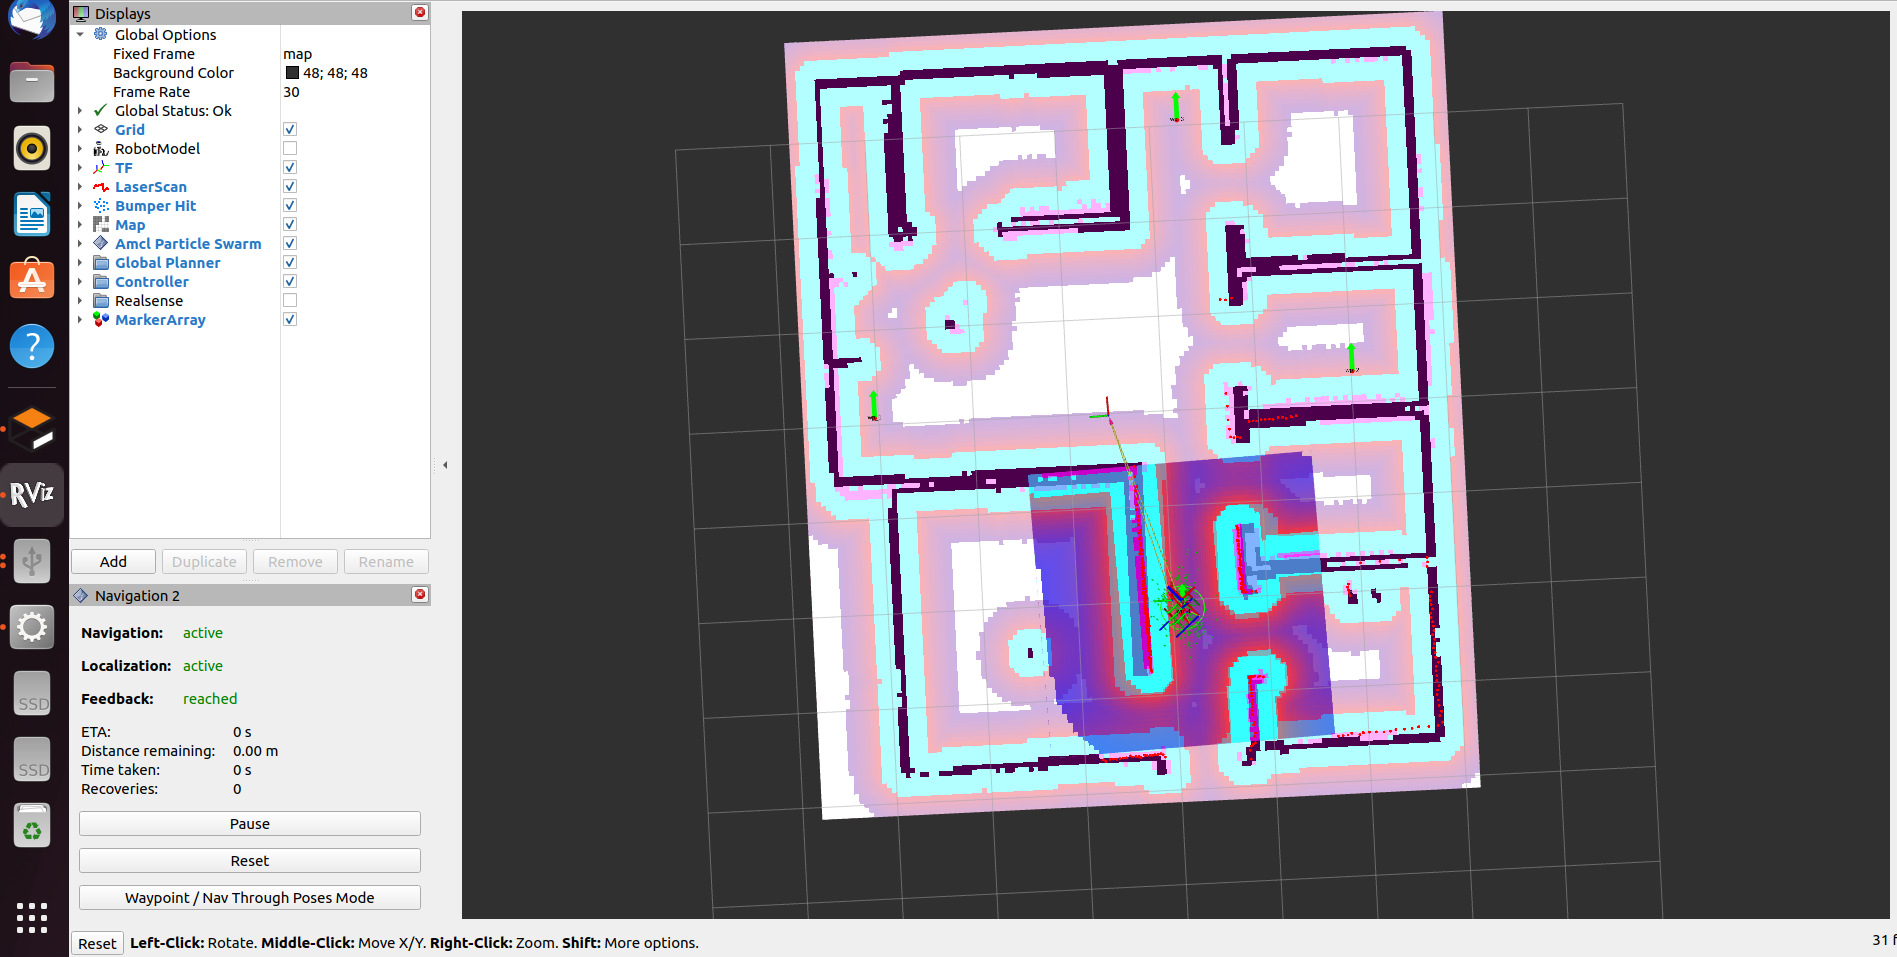 Displays
Global Options
Fixed Frame map
Background Color 48; 48; 48
Frame Rate 30
Global Status: Ok
Grid
RobotModel
TF
LaserScan
Bumper Hit
Map
Amcl Particle Swarm
Global Planner
Controller
Realsense
MarkerArray
Add Duplicate Remove Rename
Navigation 2
Navigation: active
Localization: active
Feedback: reached
ETA: 0 s
Distance remaining: 0.00 m
Time taken: 0 s
Recoveries: 0
Pause
Reset
Waypoint / Nav Through Poses Mode
Reset Left-Click: Rotate. Middle-Click: Move X/Y. Right-Click: Zoom. Shift: More options.
31 f
RViz
SSD
SSD